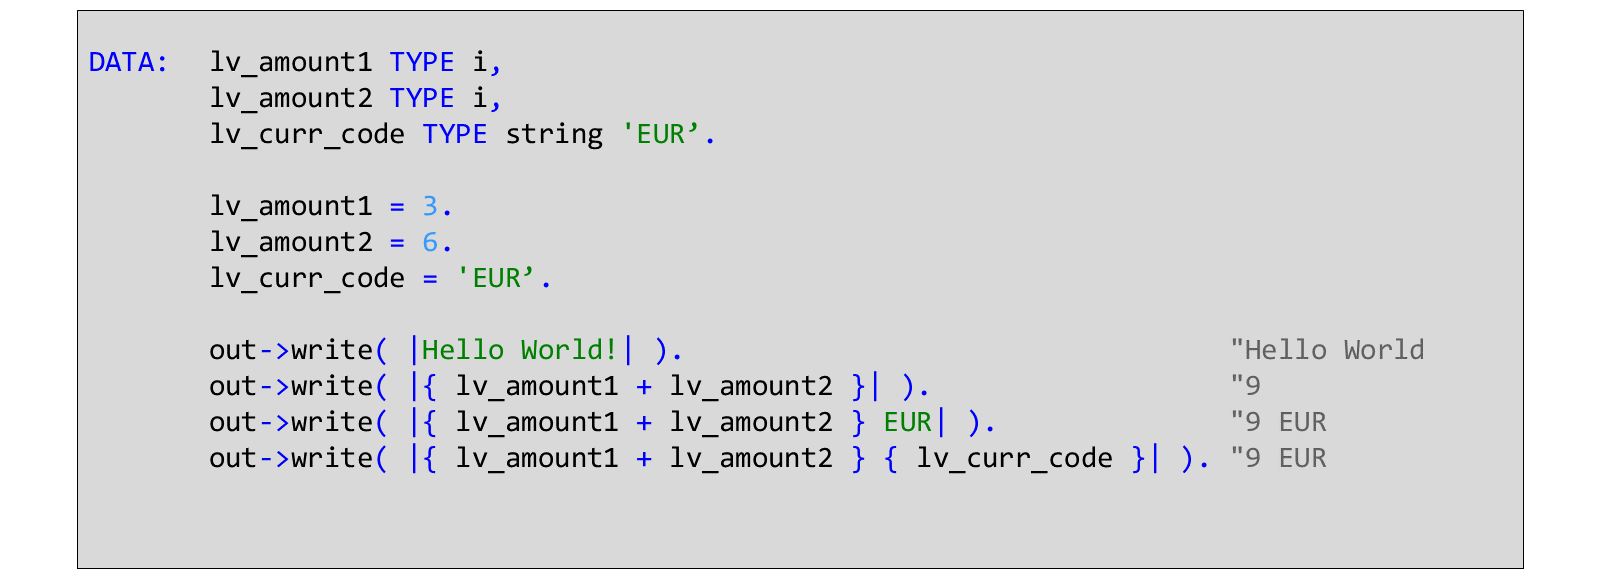 DATA: lv_amount1 TYPE i,
lv_amount2 TYPE i,
lv_curr_code TYPE string 'EUR’.
lv_amount1 = 3.
lv_amount2 = 6.
lv_curr_code = 'EUR’.
out->write( |Hello World!| ). "Hello World
out->write( |{ lv_amount1 + lv_amount2 }| ). "9
out->write( |{ lv_amount1 + lv_amount2 } EUR| ). "9 EUR
out->write( |{ lv_amount1 + lv_amount2 } { lv_curr_code }| ). "9 EUR